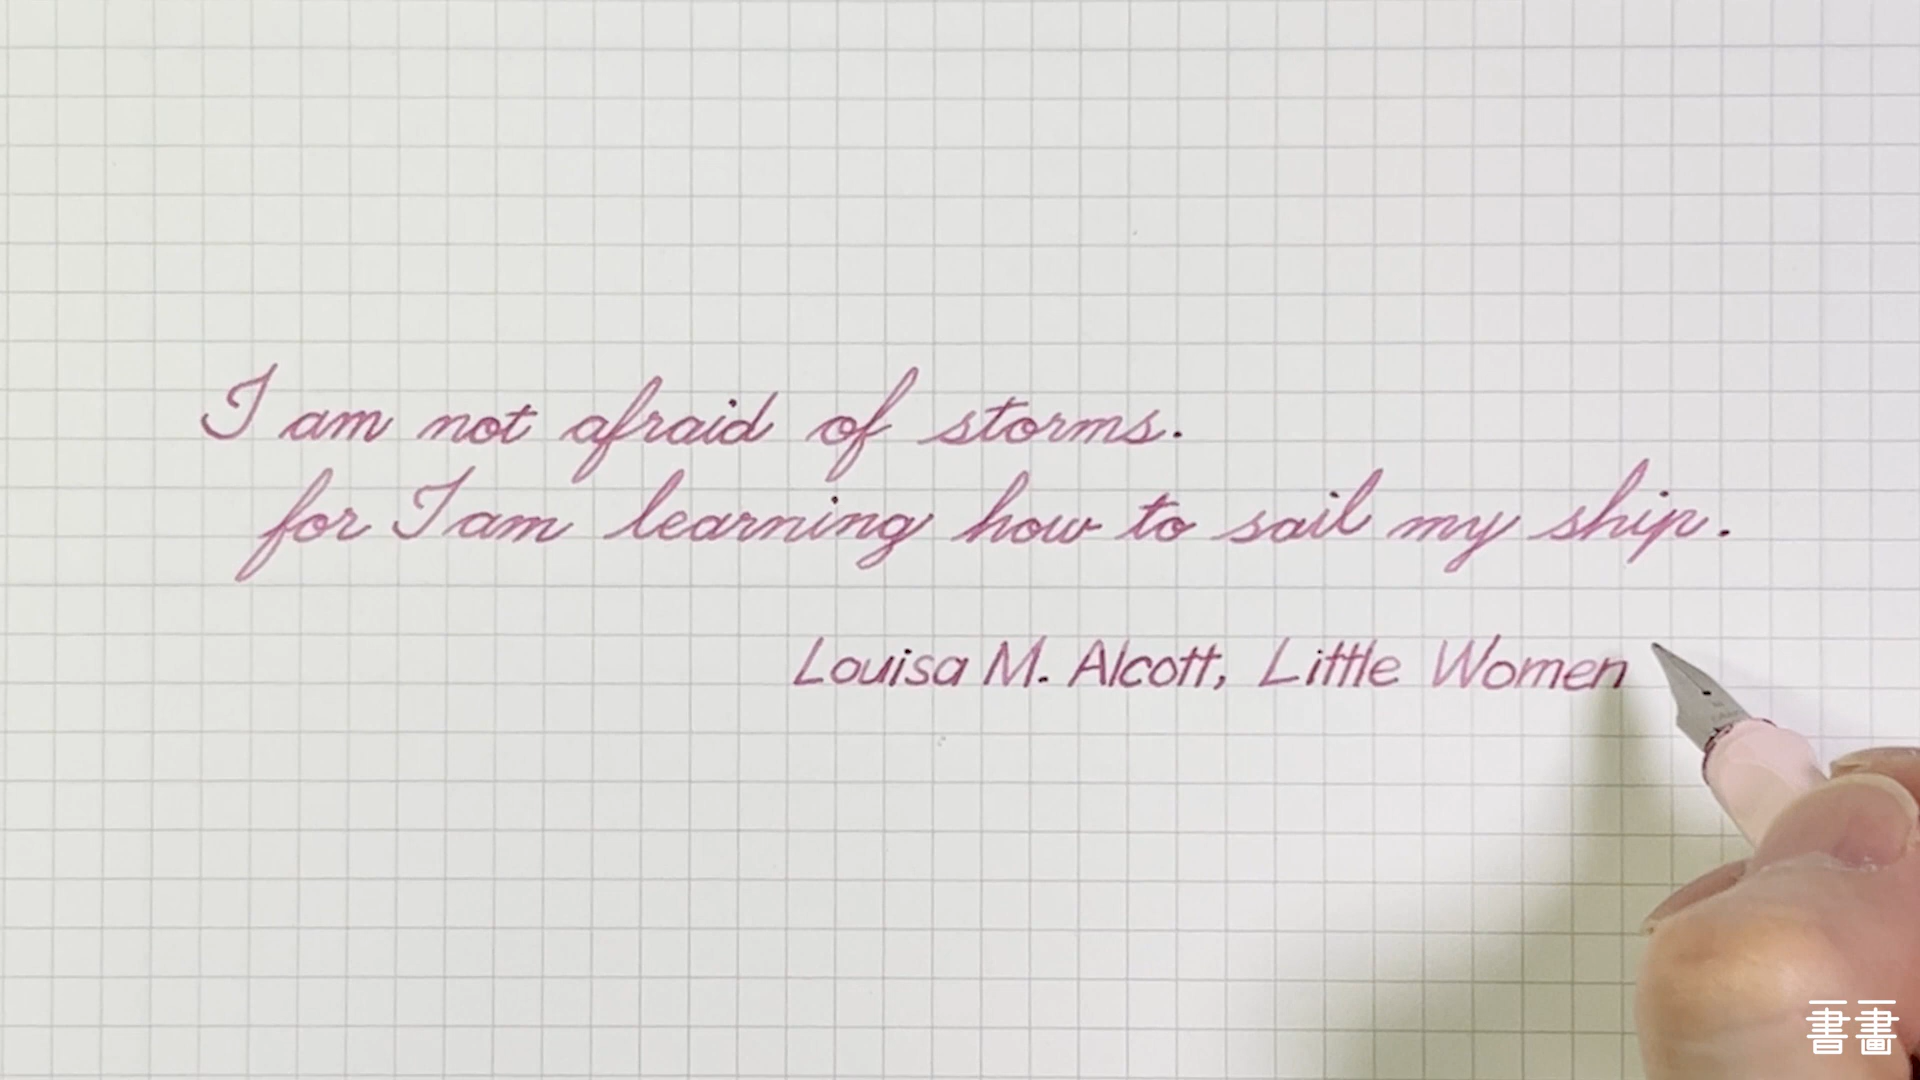 I am not afraid of storms.
for I am learning how to sail my ship.
Louisa M. Alcott, Little Women
書畫